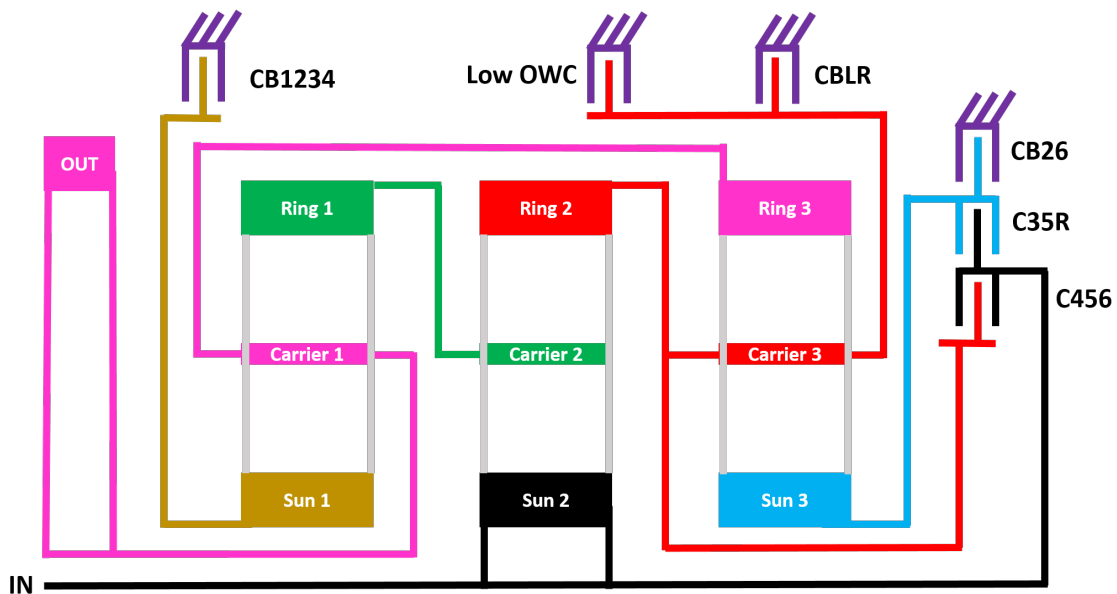 CB1234
Low OWC
CBLR
CB26
OUT
Ring 1
Ring 2
Ring 3
C35R
C456
Carrier 1
Carrier 2
Carrier 3
Sun 1
Sun 2
Sun 3
IN